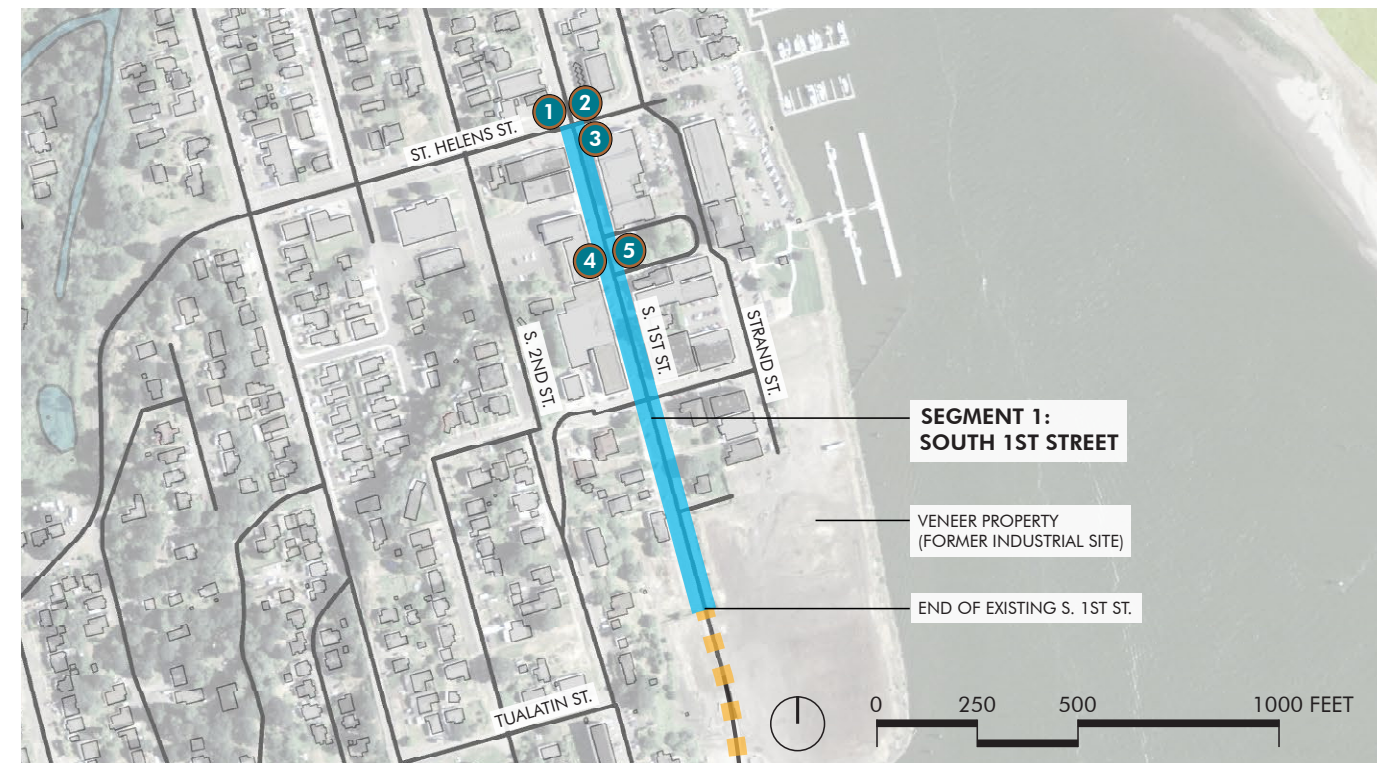 1
2
3
ST. HELENS ST.
4
5
S. 2ND ST.
S. 1ST ST.
STRAND ST.
SEGMENT 1:
SOUTH 1ST STREET
VENEER PROPERTY
(FORMER INDUSTRIAL SITE)
END OF EXISTING S. 1ST ST.
TUALATIN ST.
0 250 500 1000 FEET